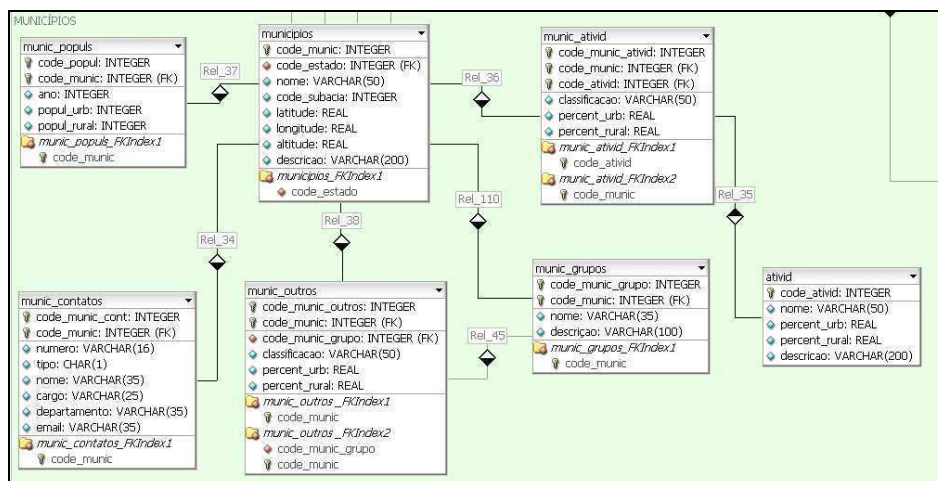 MUNICÍPIOS
munic_populs
code_popul: INTEGER
code_munic: INTEGER (FK)
ano: INTEGER
popul_urb: INTEGER
popul_rural: INTEGER
munic_populs_FKIndex1
code_munic
Rel_37
municipios
code_munic: INTEGER
code_estado: INTEGER (FK)
nome: VARCHAR(50)
code_subacia: INTEGER
latitude: REAL
longitude: REAL
altitude: REAL
descricao: VARCHAR(200)
municipios_FKIndex1
code_estado
Rel_36
munic_ativid
code_munic_ativid: INTEGER
code_munic: INTEGER (FK)
code_ativid: INTEGER (FK)
classificacao: VARCHAR(50)
percent_urb: REAL
percent_rural: REAL
munic_ativid_FKIndex1
code_ativid
munic_ativid_FKIndex2
code_munic
Rel_34
Rel_38
Rel_110
Rel_35
munic_contatos
code_munic_cont: INTEGER
code_munic: INTEGER (FK)
numero: VARCHAR(16)
tipo: CHAR(1)
nome: VARCHAR(35)
cargo: VARCHAR(25)
departamento: VARCHAR(35)
email: VARCHAR(35)
munic_contatos_FKIndex1
code_munic
munic_outros
code_munic_outros: INTEGER
code_munic: INTEGER (FK)
code_munic_grupo: INTEGER (FK)
classificacao: VARCHAR(50)
percent_urb: REAL
percent_rural: REAL
munic_outros _FKIndex1
code_munic
munic_outros _FKIndex2
code_munic_grupo
code_munic
Rel_45
munic_grupos
code_munic_grupo: INTEGER
code_munic: INTEGER (FK)
nome: VARCHAR(35)
descriçao: VARCHAR(100)
munic_grupos_FKIndex1
code_munic
ativid
code_ativid: INTEGER
nome: VARCHAR(50)
percent_urb: REAL
percent_rural: REAL
descricao: VARCHAR(200)